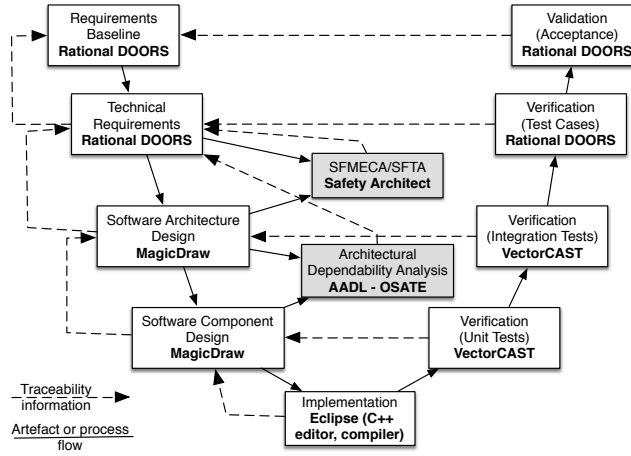 Requirements
Baseline
Rational DOORS
Validation
(Acceptance)
Rational DOORS
Technical
Requirements
Rational DOORS
Verification
(Test Cases)
Rational DOORS
SFMECA/SFTA
Safety Architect
Software Architecture
Design
MagicDraw
Verification
(Integration Tests)
VectorCAST
Architectural
Dependability Analysis
AADL - OSATE
Software Component
Design
MagicDraw
Verification
(Unit Tests)
VectorCAST
Implementation
Eclipse (C++
editor, compiler)
Traceability
information
Artefact or process
flow